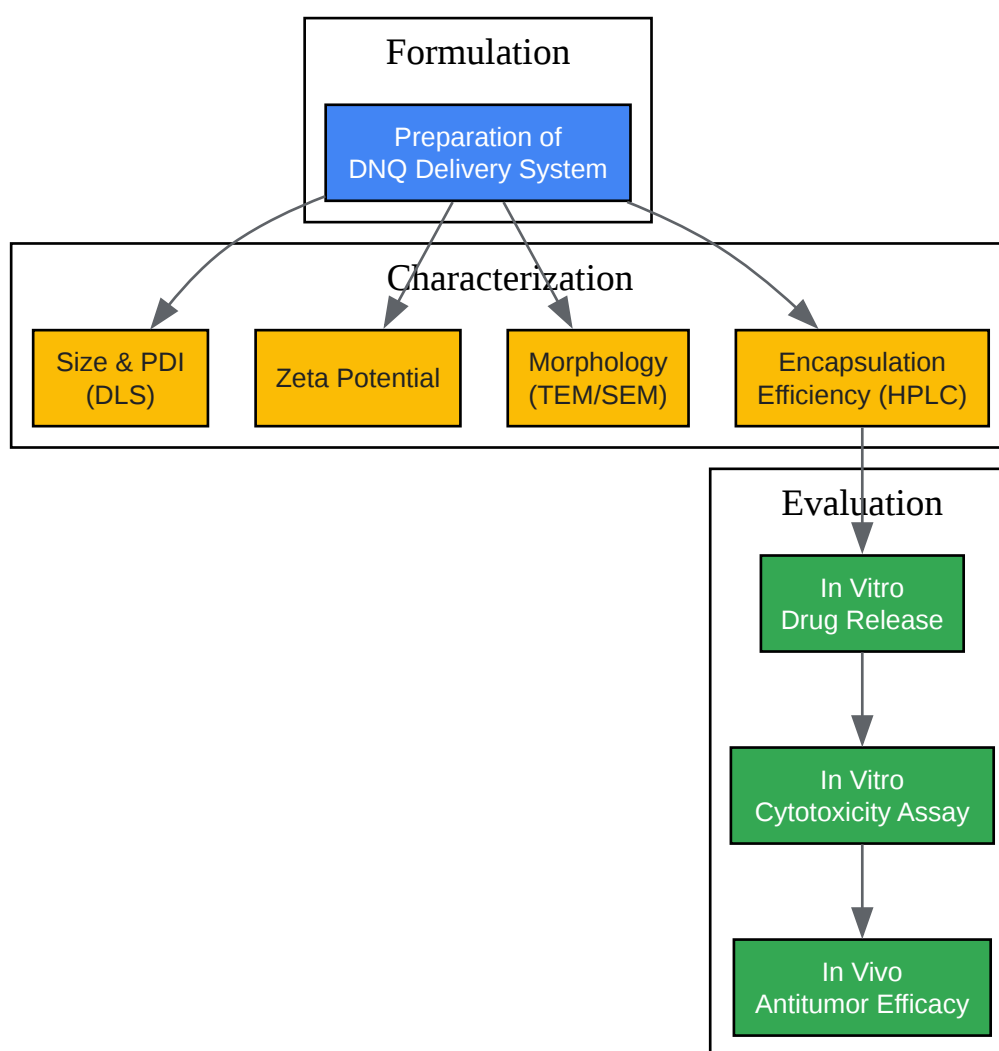 Formulation
Preparation of
DNQ Delivery System
Characterization
Size & PDI
(DLS)
Zeta Potential
Morphology
(TEM/SEM)
Encapsulation
Efficiency (HPLC)
Evaluation
In Vitro
Drug Release
In Vitro
Cytotoxicity Assay
In Vivo
Antitumor Efficacy